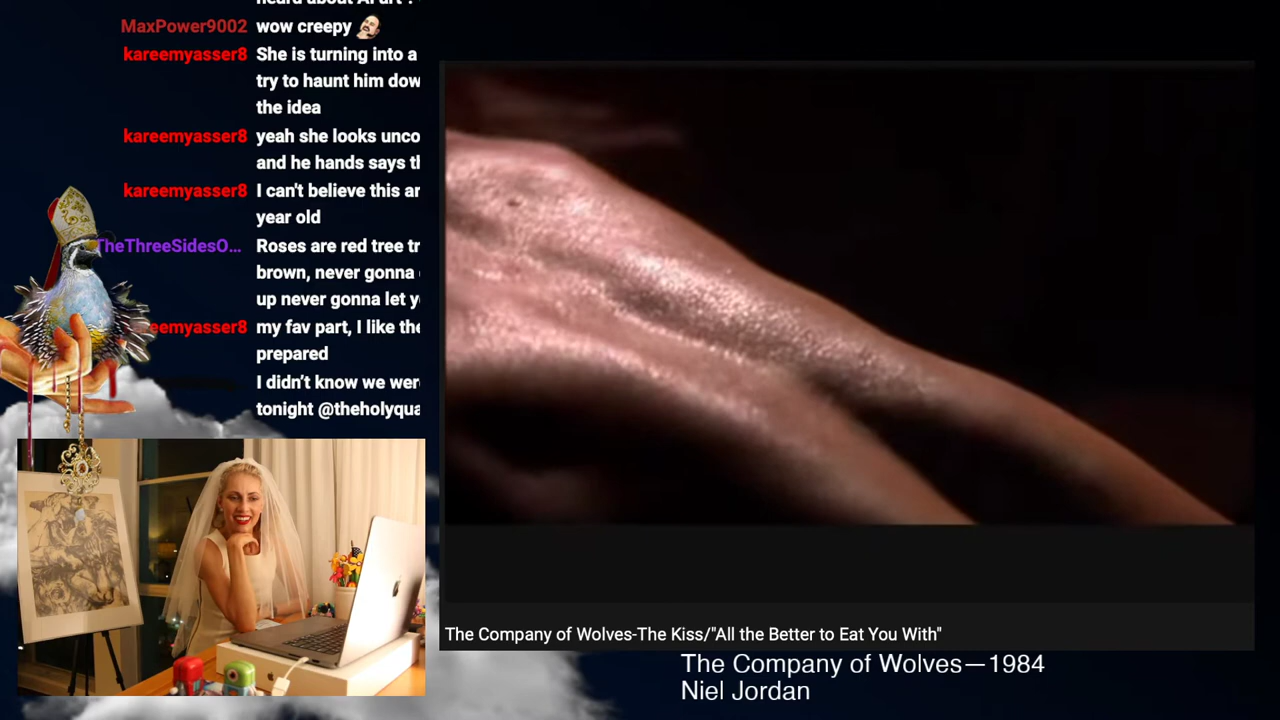 MaxPower9002 wow creepy
kareemyasser8 She is turning into a
try to haunt him dow
the idea
kareemyasser8 yeah she looks unco
and he hands says th
kareemyasser8 I can't believe this ar
year old
TheThreeSidesO... Roses are red tree tr
brown, never gonna
up never gonna let y
eemyasser8 my fav part, I like the
prepared
I didn't know we wer
tonight @theholyqua
The Company of Wolves-The Kiss/"All the Better to Eat You With"
The Company of Wolves—1984
Niel Jordan